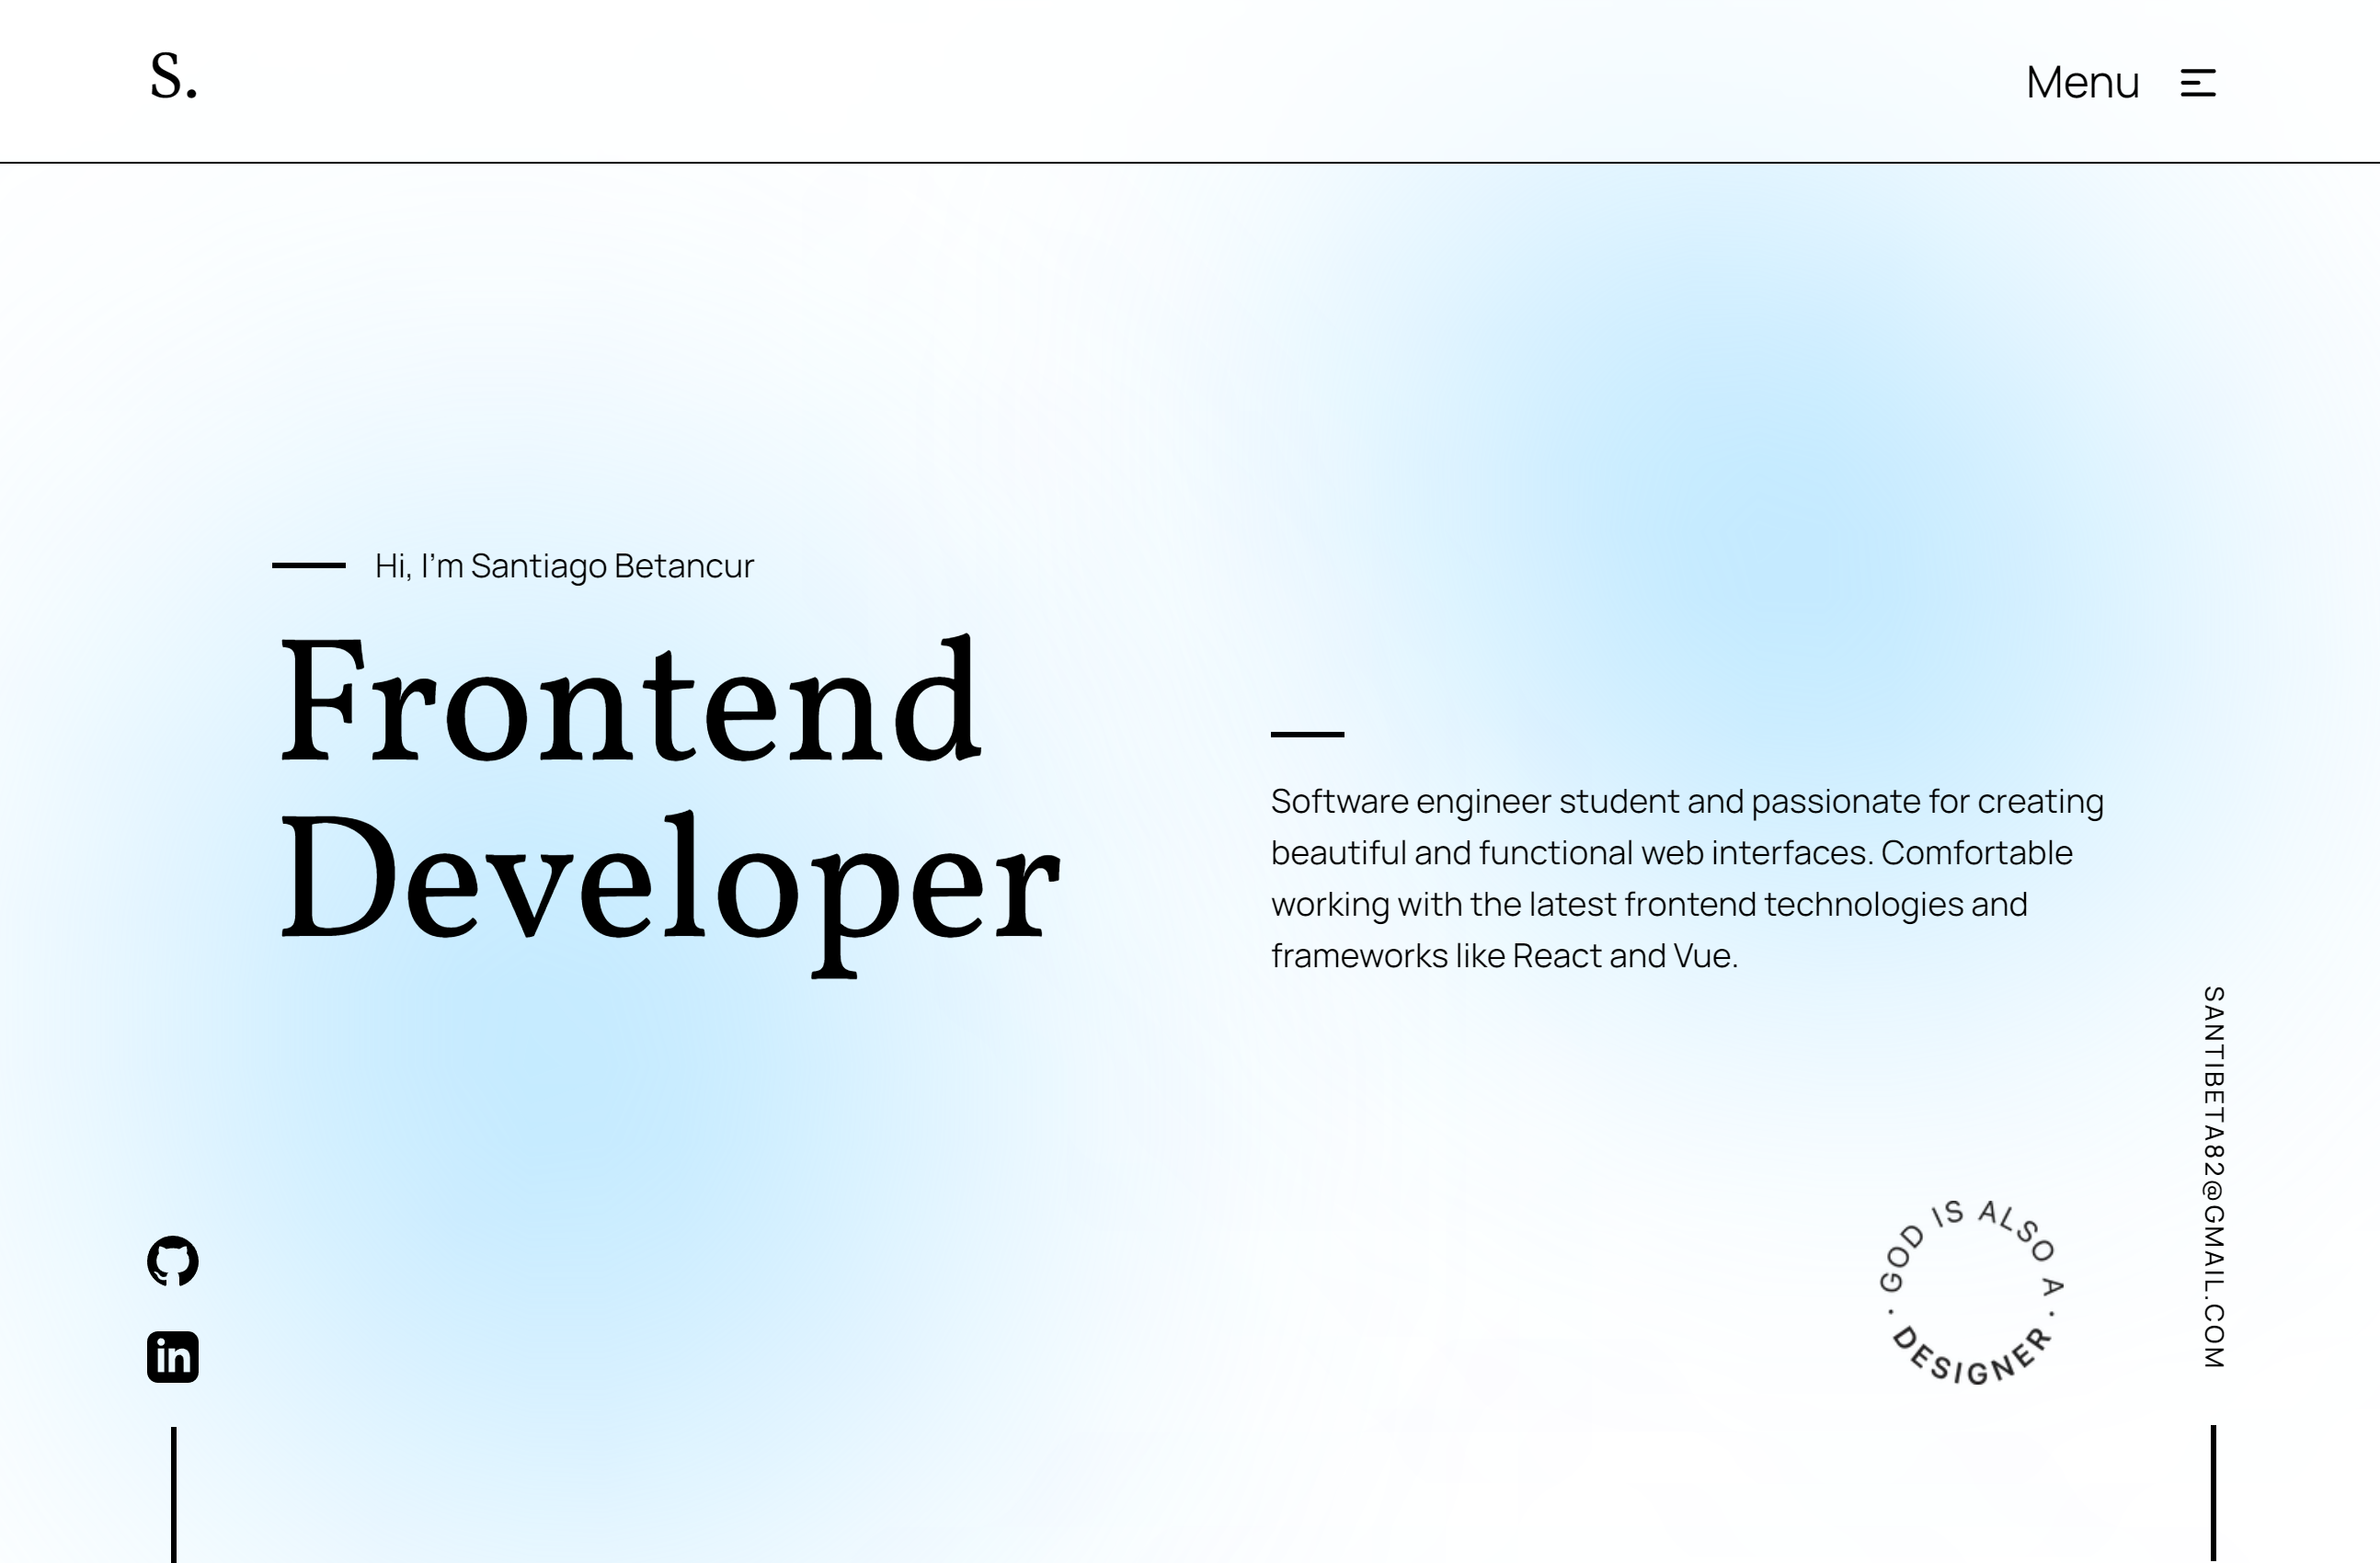 S.
Menu
Hi, I'm Santiago Betancur
Frontend
Developer
Software engineer student and passionate for creating
beautiful and functional web interfaces. Comfortable
working with the latest frontend technologies and
frameworks like React and Vue.
SANTIBETA82@GMAIL.COM
GOD IS ALSO A · DESIGNER ·
in